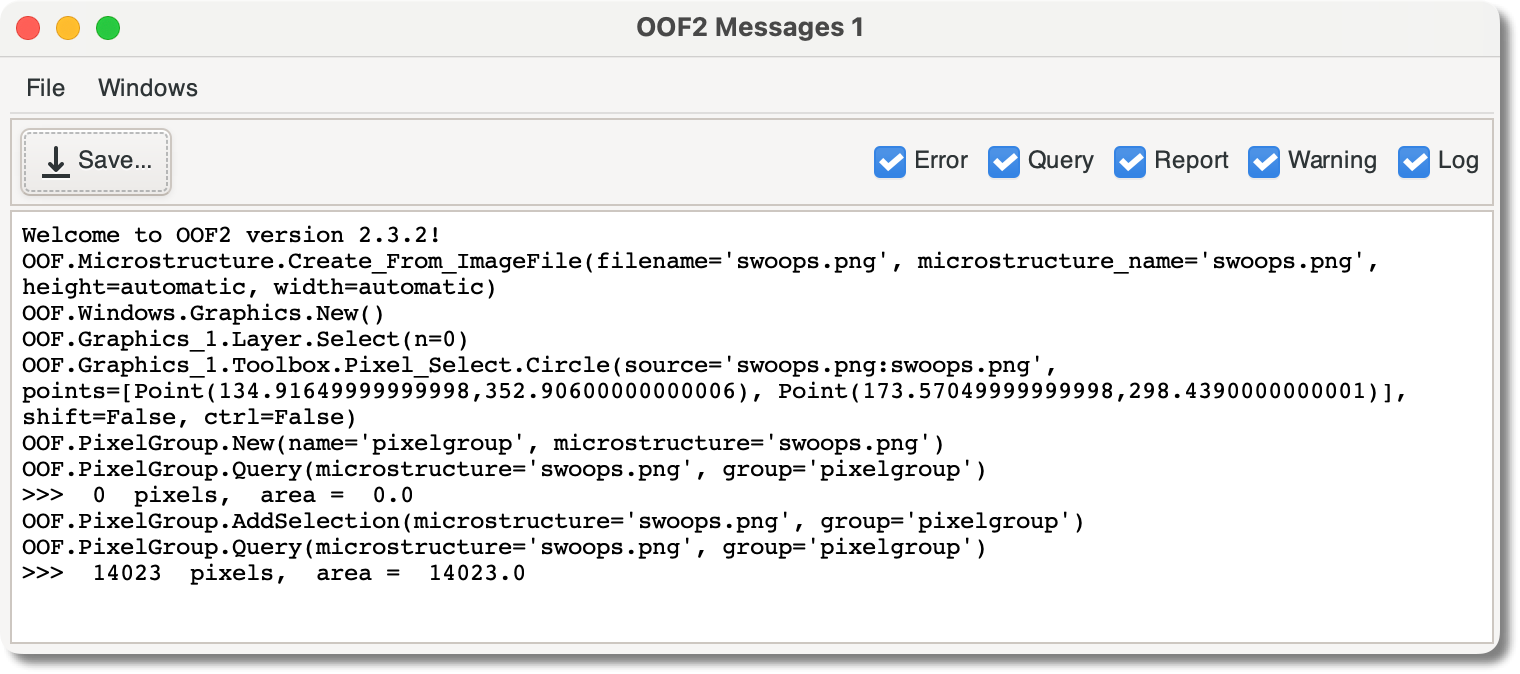 OOF2 Messages 1
File Windows
Save... Error Query Report Warning Log
Welcome to OOF2 version 2.3.2!
OOF.Microstructure.Create_From_ImageFile(filename='swoops.png', microstructure_name='swoops.png',
height=automatic, width=automatic)
OOF.Windows.Graphics.New()
OOF.Graphics_1.Layer.Select(n=0)
OOF.Graphics_1.Toolbox.Pixel_Select.Circle(source='swoops.png:swoops.png',
points=[Point(134.91649999999998,352.90600000000006), Point(173.57049999999998,298.4390000000001)],
shift=False, ctrl=False)
OOF.PixelGroup.New(name='pixelgroup', microstructure='swoops.png')
OOF.PixelGroup.Query(microstructure='swoops.png', group='pixelgroup')
>>>  0  pixels,  area =  0.0
OOF.PixelGroup.AddSelection(microstructure='swoops.png', group='pixelgroup')
OOF.PixelGroup.Query(microstructure='swoops.png', group='pixelgroup')
>>>  14023  pixels,  area =  14023.0